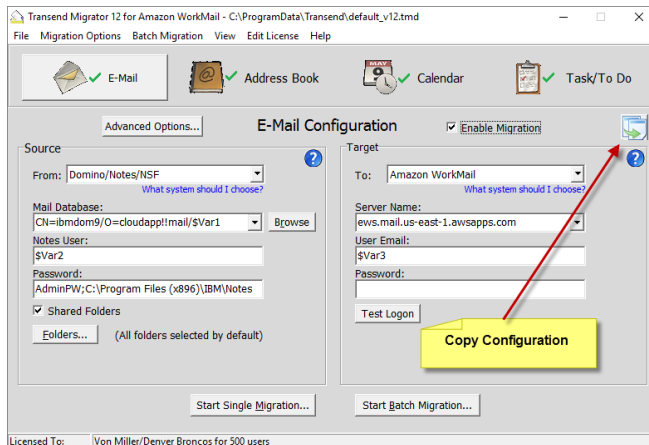 Transend Migrator 12 for Amazon WorkMail - C:\ProgramData\Transend\default_v12.tmd
File Migration Options Batch Migration View Edit License Help
E-Mail
Address Book
MAY
Calendar
Task/To Do
Advanced Options...
E-Mail Configuration
Enable Migration
Source
From: Domino/Notes/NSF
What system should I choose?
Mail Database:
CN=ibmdom9/O=cloudapp!!mail/$Var1
Browse
Notes User:
$Var2
Password:
AdminPW;C:\Program Files (x896)\IBM\Notes
Shared Folders
Folders...
(All folders selected by default)
Target
To: Amazon WorkMail
What system should I choose?
Server Name:
ews.mail.us-east-1.awsapps.com
User Email:
$Var3
Password:
Test Logon
Copy Configuration
Start Single Migration...
Start Batch Migration...
Licensed To: Von Miller/Denver Broncos for 500 users